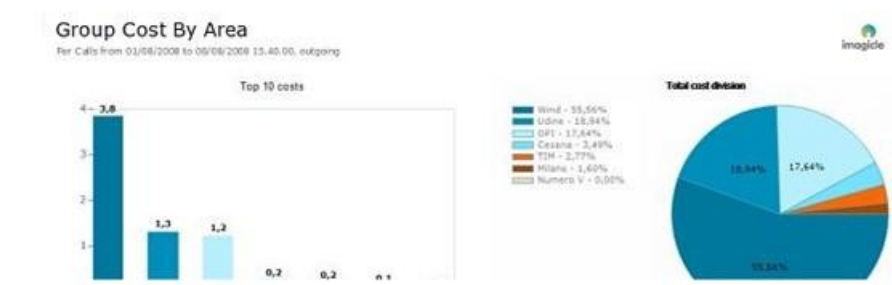 Group Cost By Area
Per Calls from 01/08/2008 to 08/08/2008 15.40.00, outgoing
imagicle
Top 10 costs
4
3,8
3
2
1
1,3
1,2
0,2
0,2
0,1
Wind - 55,56%
Udine - 18,94%
OPI - 17,64%
Cesana - 3,49%
TIM - 2,77%
Milano - 1,60%
Numero V - 0,00%
Total cost division
18,94%
17,64%
55,56%